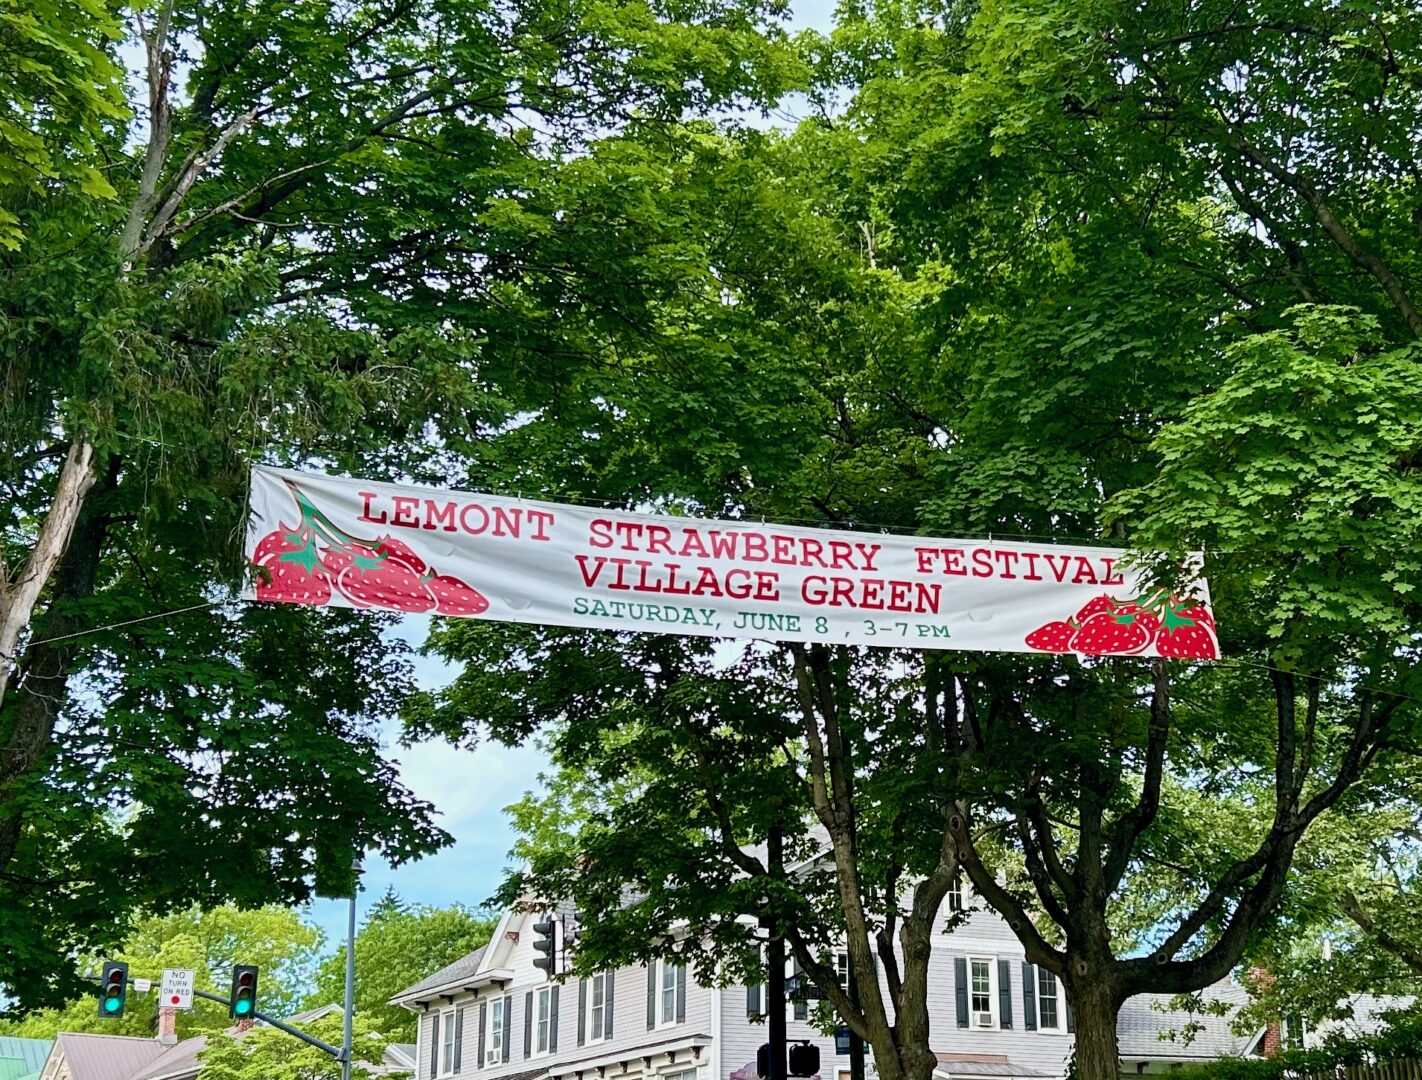 LEMONT STRAWBERRY FESTIVAL
VILLAGE GREEN
SATURDAY, JUNE 8 , 3-7 PM
NO
TURN
ON RED